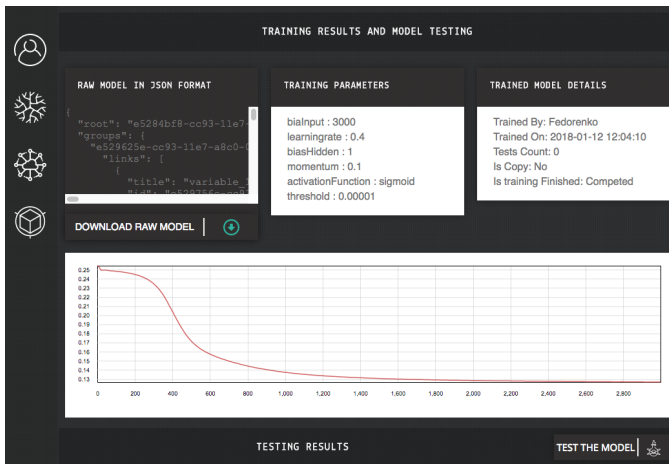 TRAINING RESULTS AND MODEL TESTING
RAW MODEL IN JSON FORMAT
{
"root": "e5284bf8-cc93-11e7-
"groups": {
"e529625e-cc93-11e7-a8c0-0
"links": [
{
"title": "variable_
DOWNLOAD RAW MODEL
TRAINING PARAMETERS
biaInput : 3000
learningrate : 0.4
biasHidden : 1
momentum : 0.1
activationFunction : sigmoid
threshold : 0.00001
TRAINED MODEL DETAILS
Trained By: Fedorenko
Trained On: 2018-01-12 12:04:10
Tests Count: 0
Is Copy: No
Is training Finished: Competed
0.25
0.24
0.23
0.22
0.21
0.20
0.19
0.18
0.17
0.16
0.15
0.14
0.13
0 200 400 600 800 1,000 1,200 1,400 1,600 1,800 2,000 2,200 2,400 2,600 2,800
TESTING RESULTS
TEST THE MODEL